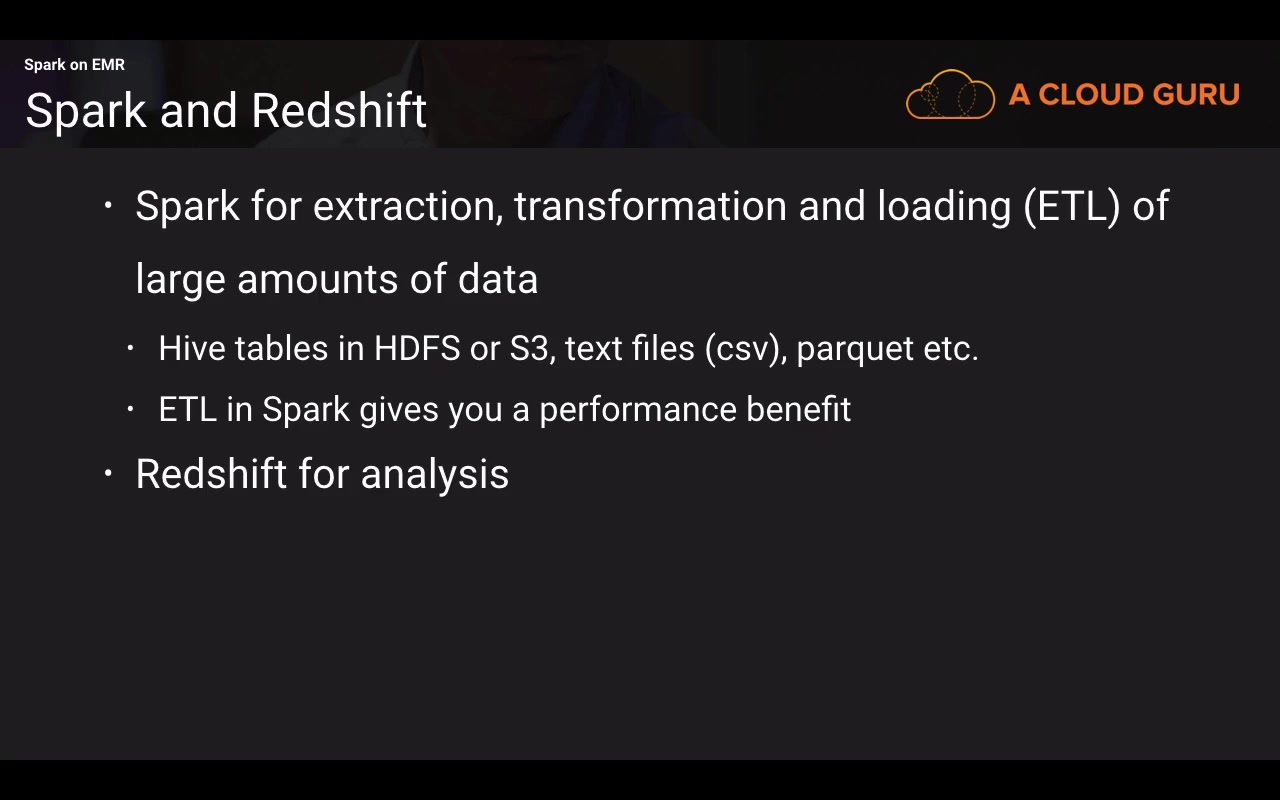 Spark on EMR
Spark and Redshift
A CLOUD GURU
• Spark for extraction, transformation and loading (ETL) of
large amounts of data
• Hive tables in HDFS or S3, text files (csv), parquet etc.
• ETL in Spark gives you a performance benefit
• Redshift for analysis